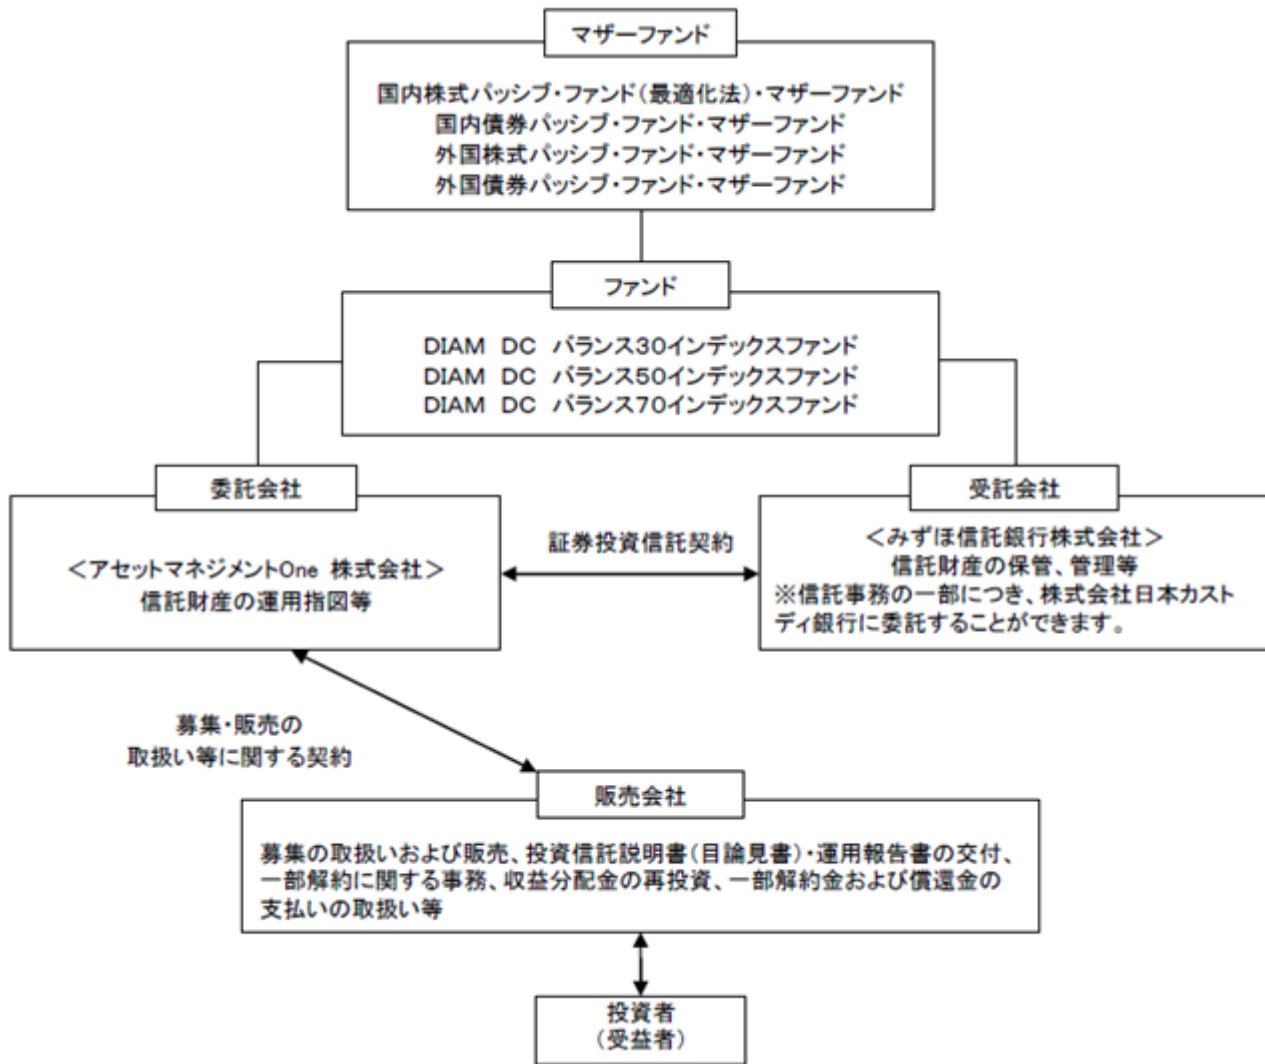 マザーファンド
国内株式パッシブ・ファンド(最適化法)・マザーファンド
国内債券パッシブ・ファンド・マザーファンド
外国株式パッシブ・ファンド・マザーファンド
外国債券パッシブ・ファンド・マザーファンド
ファンド
DIAM DC バランス30インデックスファンド
DIAM DC バランス50インデックスファンド
DIAM DC バランス70インデックスファンド
委託会社
<アセットマネジメントOne 株式会社>
信託財産の運用指図等
証券投資信託契約
受託会社
<みずほ信託銀行株式会社>
信託財産の保管、管理等
※信託事務の一部につき、株式会社日本カスト
ディ銀行に委託することができます。
募集・販売の
取扱い等に関する契約
販売会社
募集の取扱いおよび販売、投資信託説明書(目論見書)・運用報告書の交付、
一部解約に関する事務、収益分配金の再投資、一部解約金および償還金の
支払いの取扱い等
投資者
(受益者)